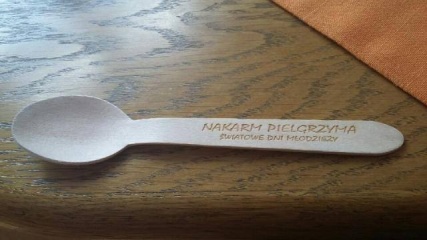 NAKARM PIELGRZYMA
ŚWIATOWE DNI MŁODZIEŻY